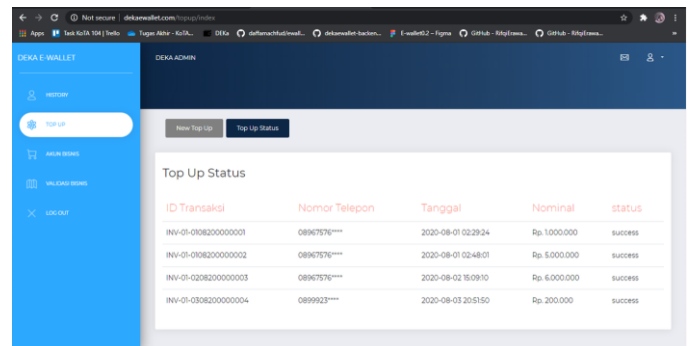 Not secure | dekaewallet.com/topup/index
Apps Task KoTA 104 | Trello Tugas Akhir - KoTA... DEKa daffamachfud/ewall... dekaewallet-backen... E-wallet0.2 – Figma GitHub - RifqiErawa... GitHub - RifqiErawa... »
DEKA E-WALLET
DEKA ADMIN
HISTORY
TOP UP
AKUN BISNIS
VALIDASI BISNIS
LOG OUT
New Top Up Top Up Status
Top Up Status
ID Transaksi Nomor Telepon Tanggal Nominal status
INV-01-0108200000001 08967576**** 2020-08-01 02:29:24 Rp. 1.000.000 success
INV-01-0108200000002 08967576**** 2020-08-01 02:48:01 Rp. 5.000.000 success
INV-01-0208200000003 08967576**** 2020-08-02 15:09:10 Rp. 6.000.000 success
INV-01-0308200000004 0899923**** 2020-08-03 20:51:50 Rp. 200.000 success